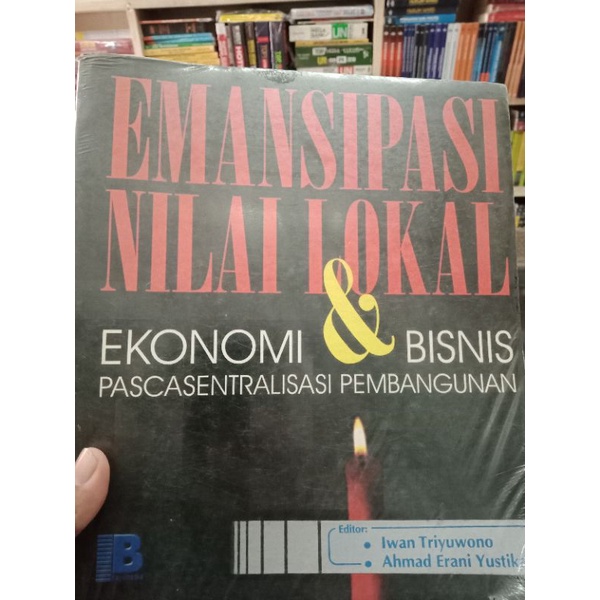 EMANSIPASI
NILAI LOKAL
EKONOMI & BISNIS
PASCASENTRALISASI PEMBANGUNAN
Editor:
• Iwan Triyuwono
• Ahmad Erani Yustik
B